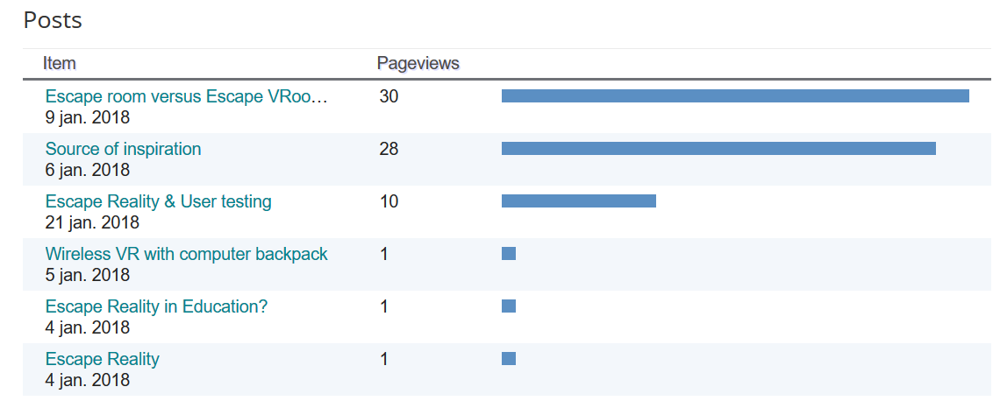 Posts
Item Pageviews
Escape room versus Escape VRoo… 30
9 jan. 2018
Source of inspiration 28
6 jan. 2018
Escape Reality & User testing 10
21 jan. 2018
Wireless VR with computer backpack 1
5 jan. 2018
Escape Reality in Education? 1
4 jan. 2018
Escape Reality 1
4 jan. 2018